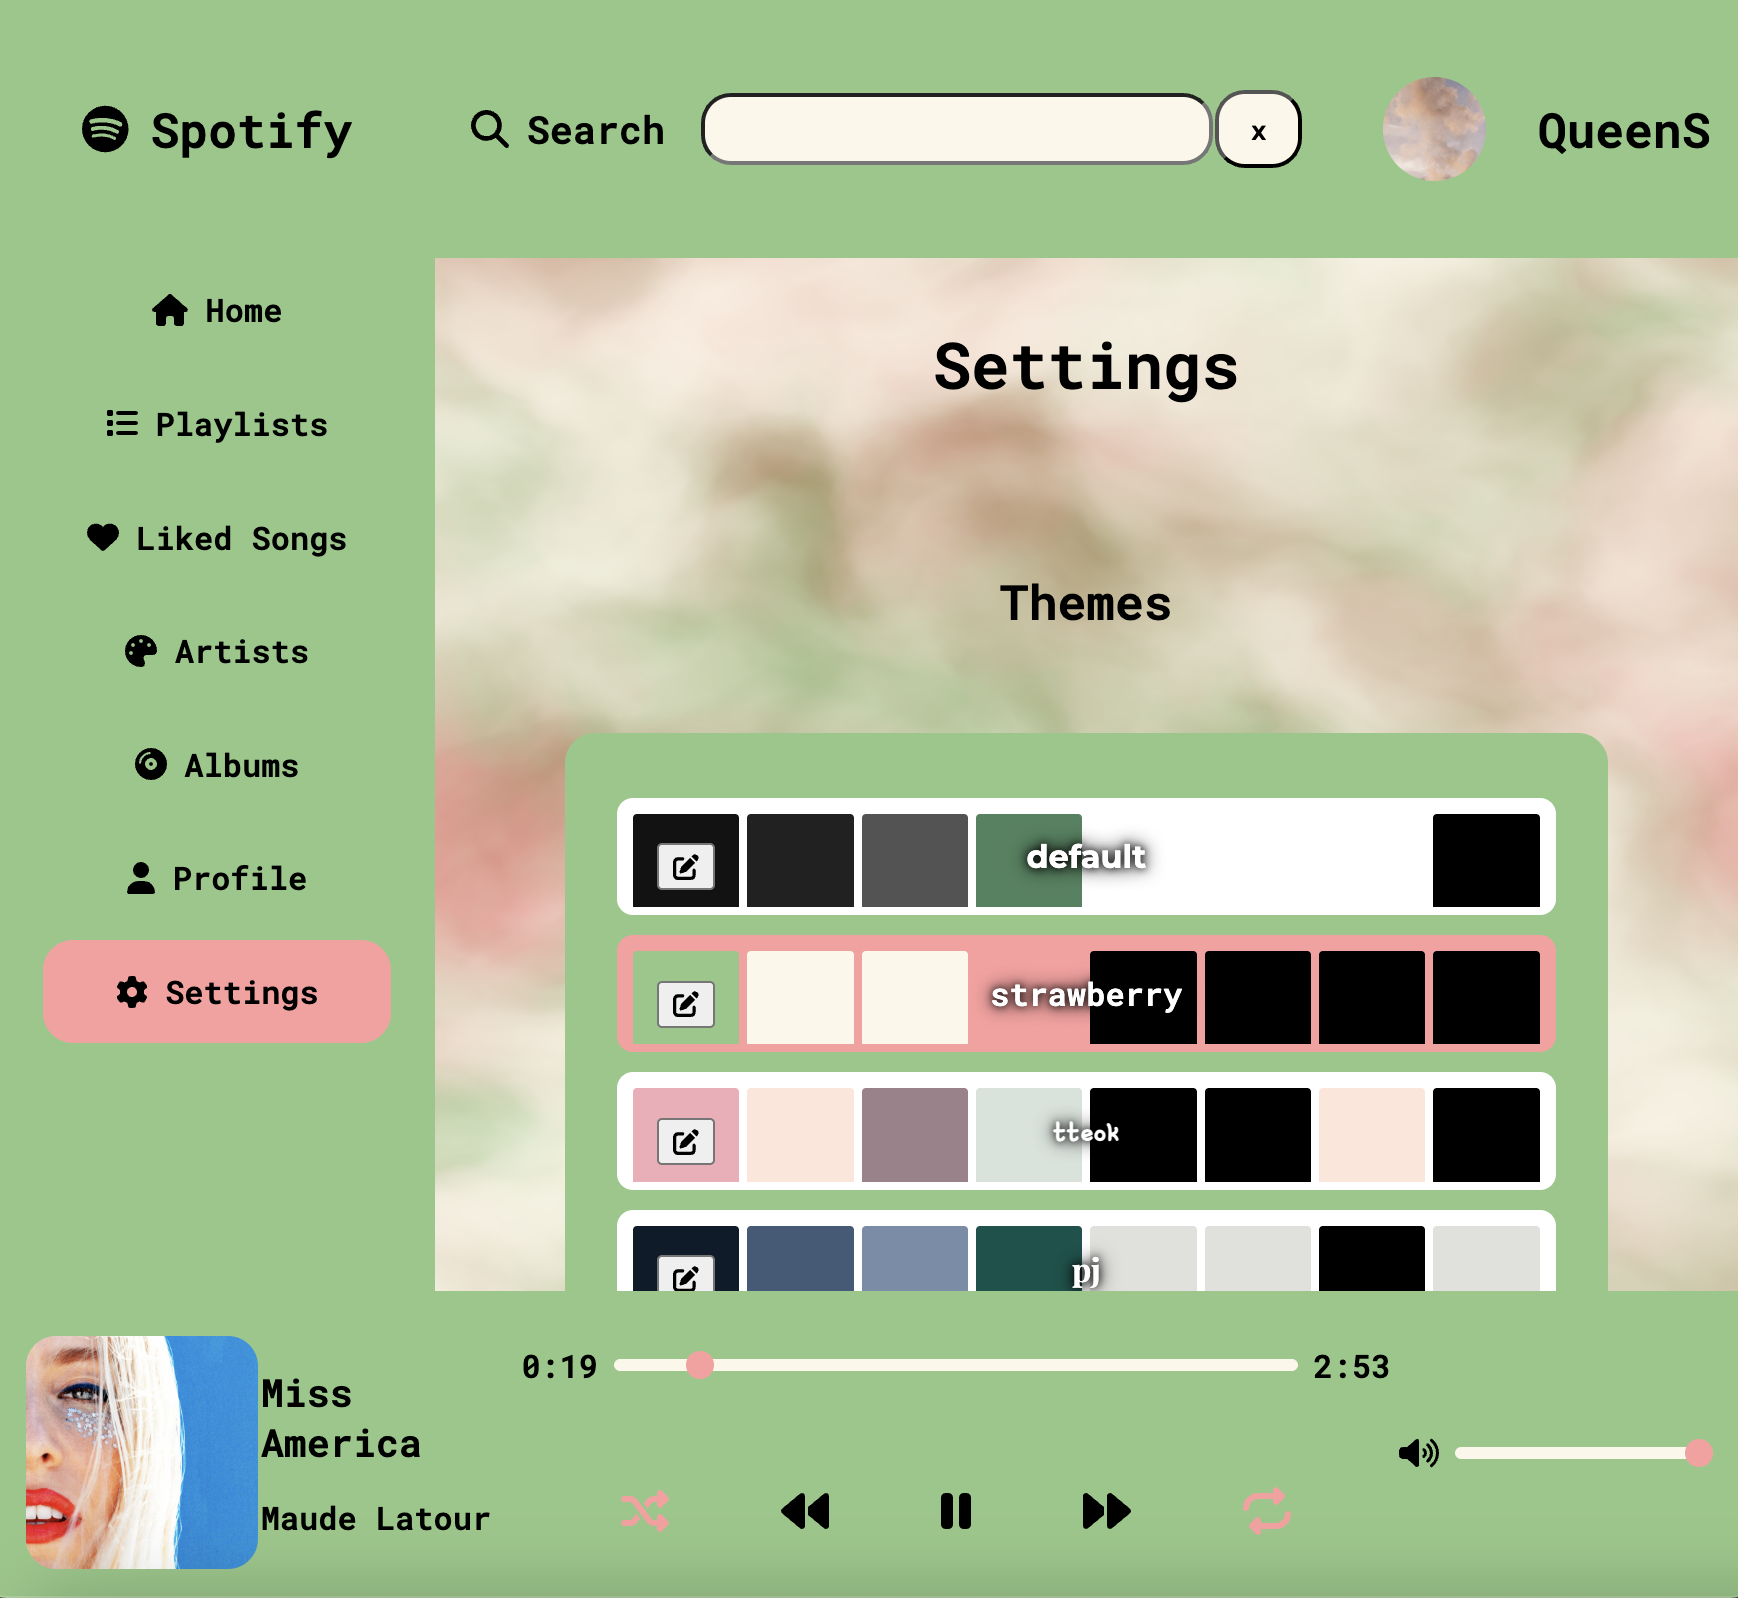 Spotify
Search
x
QueenS
Home
Playlists
Liked Songs
Artists
Albums
Profile
Settings
Settings
Themes
default
strawberry
tteok
pj
0:19
2:53
Miss
America
Maude Latour